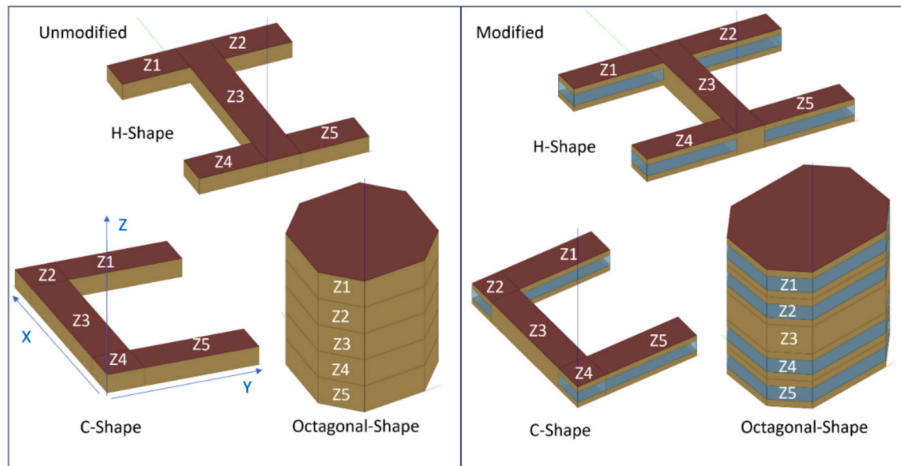 Unmodified
Z1
Z2
Z3
Z4
Z5
H-Shape
Z
X
Y
Z1
Z2
Z3
Z4
Z5
C-Shape
Z1
Z2
Z3
Z4
Z5
Octagonal-Shape
Modified
Z1
Z2
Z3
Z4
Z5
H-Shape
Z1
Z2
Z3
Z4
Z5
C-Shape
Z1
Z2
Z3
Z4
Z5
Octagonal-Shape